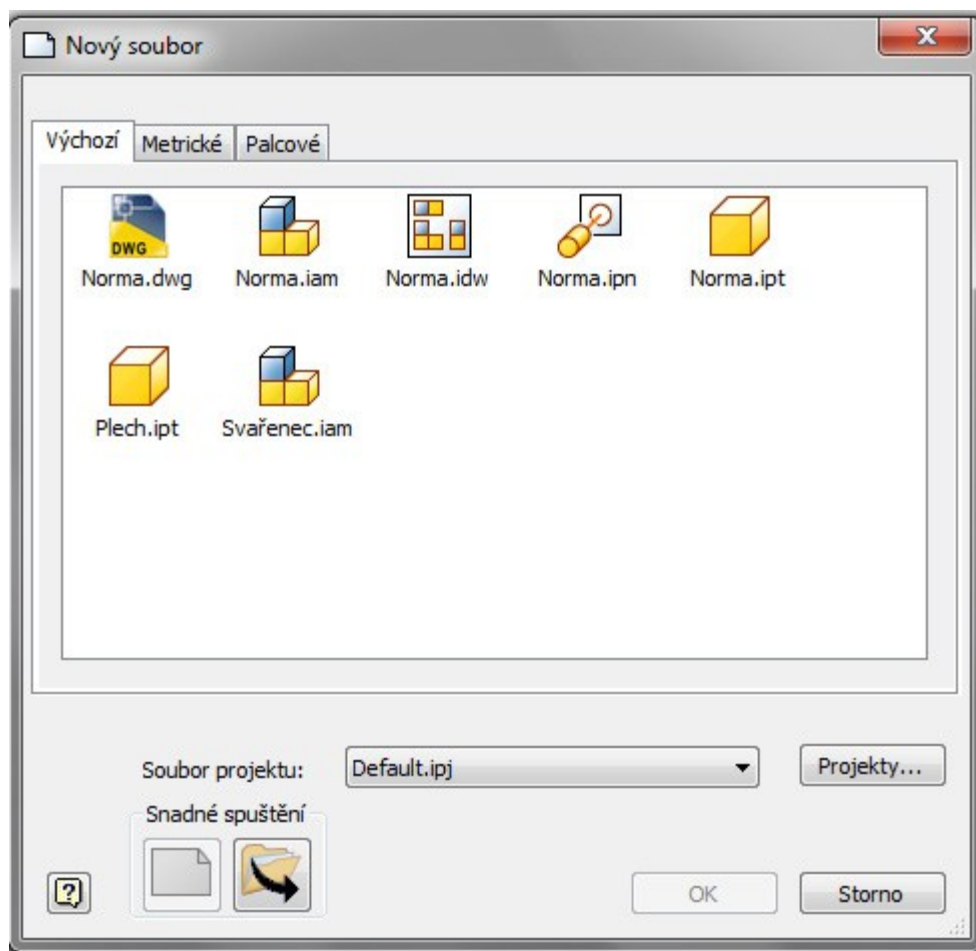 Nový soubor
Výchozí Metrické Palcové
DWG
Norma.dwg Norma.iam Norma.idw Norma.ipn Norma.ipt
Plech.ipt Svařenec.iam
Soubor projektu: Default.ipj Projekty...
Snadné spuštění
? OK Storno